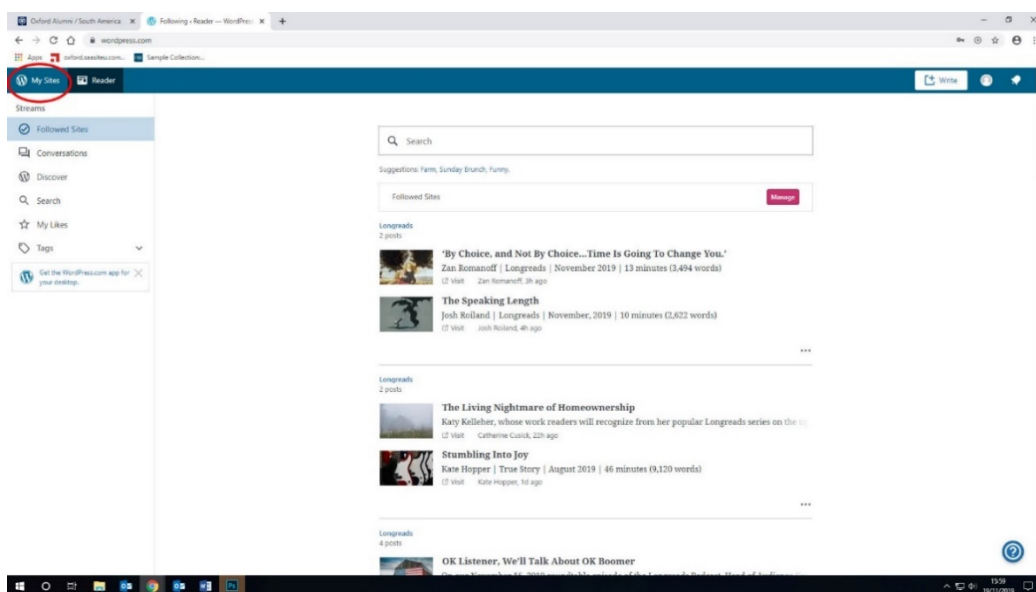 Oxford Alumni / South America
Following ‹ Reader — WordPress
wordpress.com
Apps
Sample Collection...
My Sites
Reader
Write
Streams
Followed Sites
Conversations
Discover
Search
My Likes
Tags
Get the WordPress.com app for
your desktop.
Search
Suggestions: Farm, Sunday Brunch, Funny.
Followed Sites
Manage
Longreads
2 posts
'By Choice, and Not By Choice...Time Is Going To Change You.'
Zan Romanoff | Longreads | November 2019 | 13 minutes (3,494 words)
Visit Zan Romanoff, 3h ago
The Speaking Length
Josh Roiland | Longreads | November, 2019 | 10 minutes (2,622 words)
Visit Josh Roiland, 4h ago
Longreads
2 posts
The Living Nightmare of Homeownership
Katy Kelleher, whose work readers will recognize from her popular Longreads series on the
Visit Catherine Cusick, 22h ago
Stumbling Into Joy
Kate Hopper | True Story | August 2019 | 46 minutes (9,120 words)
Visit Kate Hopper, 1d ago
Longreads
4 posts
OK Listener, We'll Talk About OK Boomer
15:59
19/11/2019